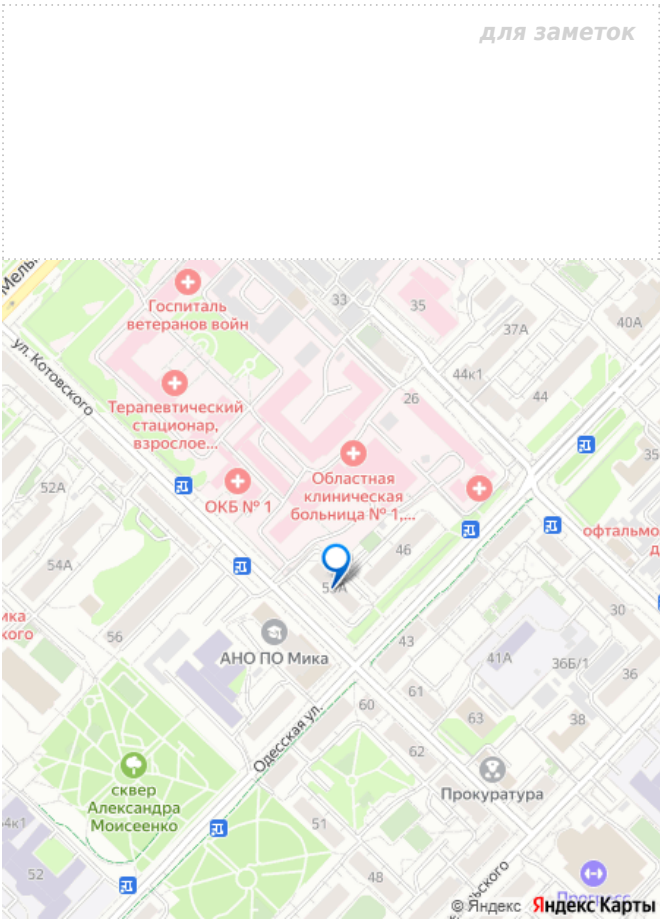 для заметок
Госпиталь
ветеранов войн
33
35
37А
40А
ул. Котовского
44к1
44
26
Терапевтический
стационар,
взрослое...
52А
ОКБ № 1
Областная
клиническая
больница № 1,...
35
офтальмо
54А
46
56
АНО ПО Мика
43
41А
30
36Б/1
36
61
60
63
38
Одесская ул.
62
Прокуратура
сквер
Александра
Моисеенко
51
52
48
© Яндекс
Яндекс Карты